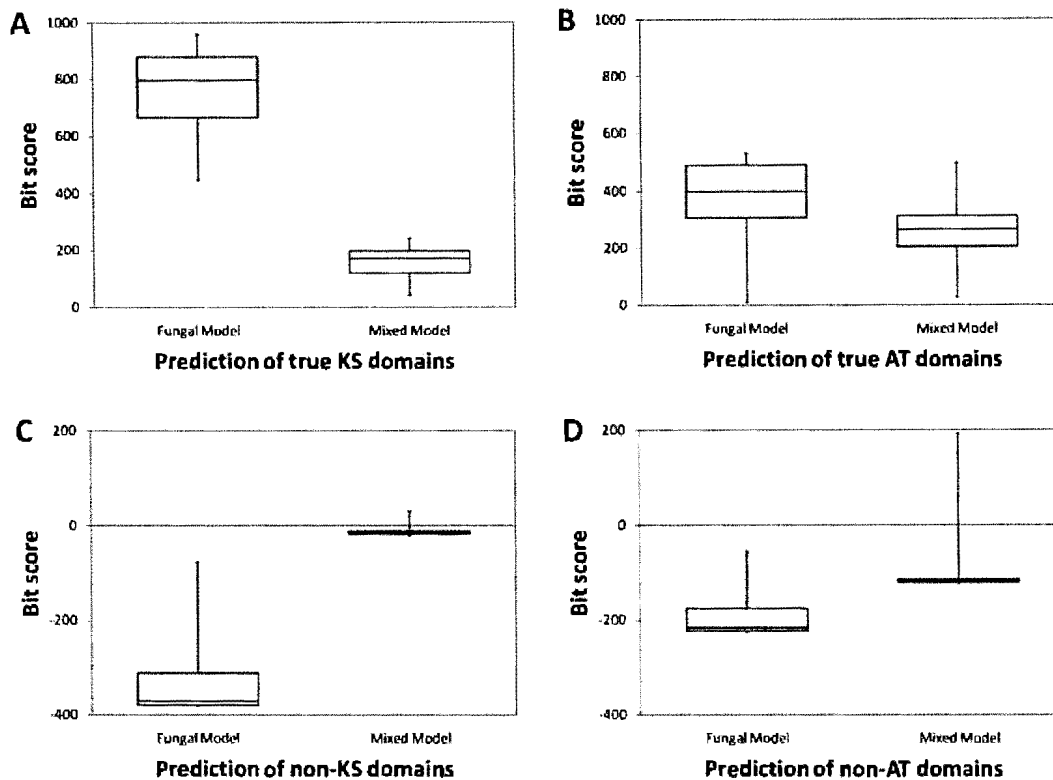 A
1000
800
600
400
200
0
Bit score
Fungal Model Mixed Model
Prediction of true KS domains
B
1000
800
600
400
200
0
Bit score
Fungal Model Mixed Model
Prediction of true AT domains
C
200
0
-200
-400
Bit score
Fungal Model Mixed Model
Prediction of non-KS domains
D
200
0
-200
-400
Bit score
Fungal Model Mixed Model
Prediction of non-AT domains